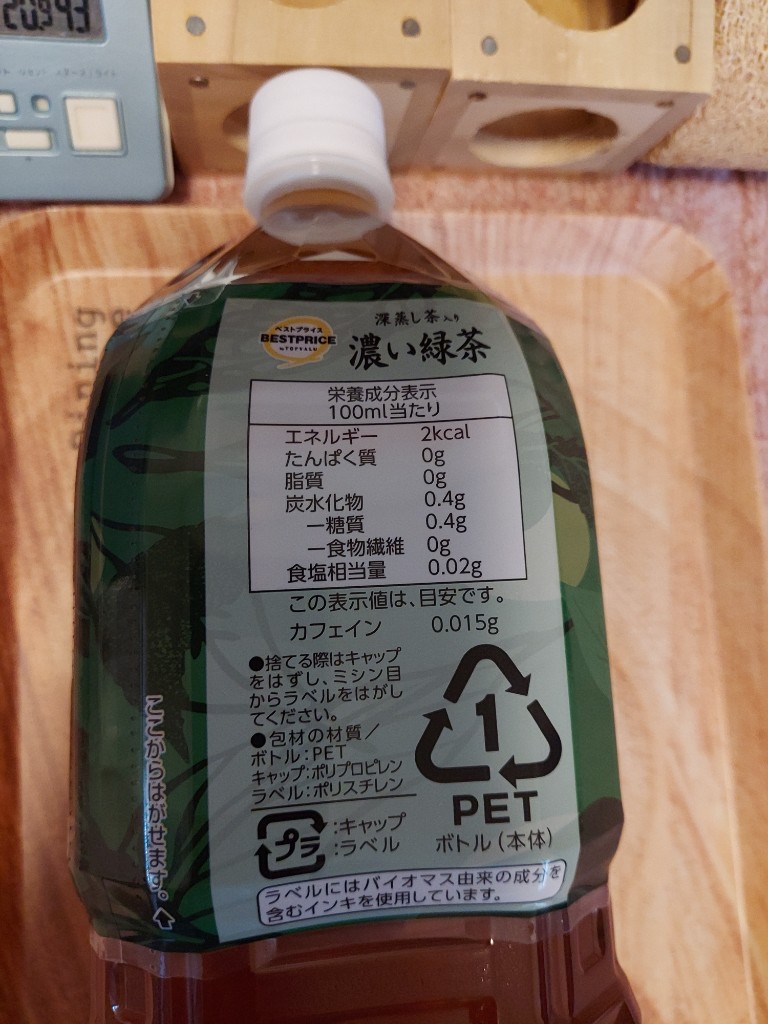 20943
ベストプライス
BESTPRICE
by TOPVALU
深蒸し茶入り
濃い緑茶
栄養成分表示
100ml当たり
エネルギー 2kcal
たんぱく質 0g
脂質 0g
炭水化物 0.4g
ー糖質 0.4g
ー食物繊維 0g
食塩相当量 0.02g
この表示値は、目安です。
カフェイン 0.015g
●捨てる際はキャップ
をはずし、ミシン目
からラベルをはがし
てください。
●包材の材質／
ボトル:PET
キャップ:ポリプロピレン
ラベル:ポリスチレン
プラ
:キャップ
:ラベル
1
PET
ボトル(本体)
ラベルにはバイオマス由来の成分を
含むインキを使用しています。
ここからはがせます。↑